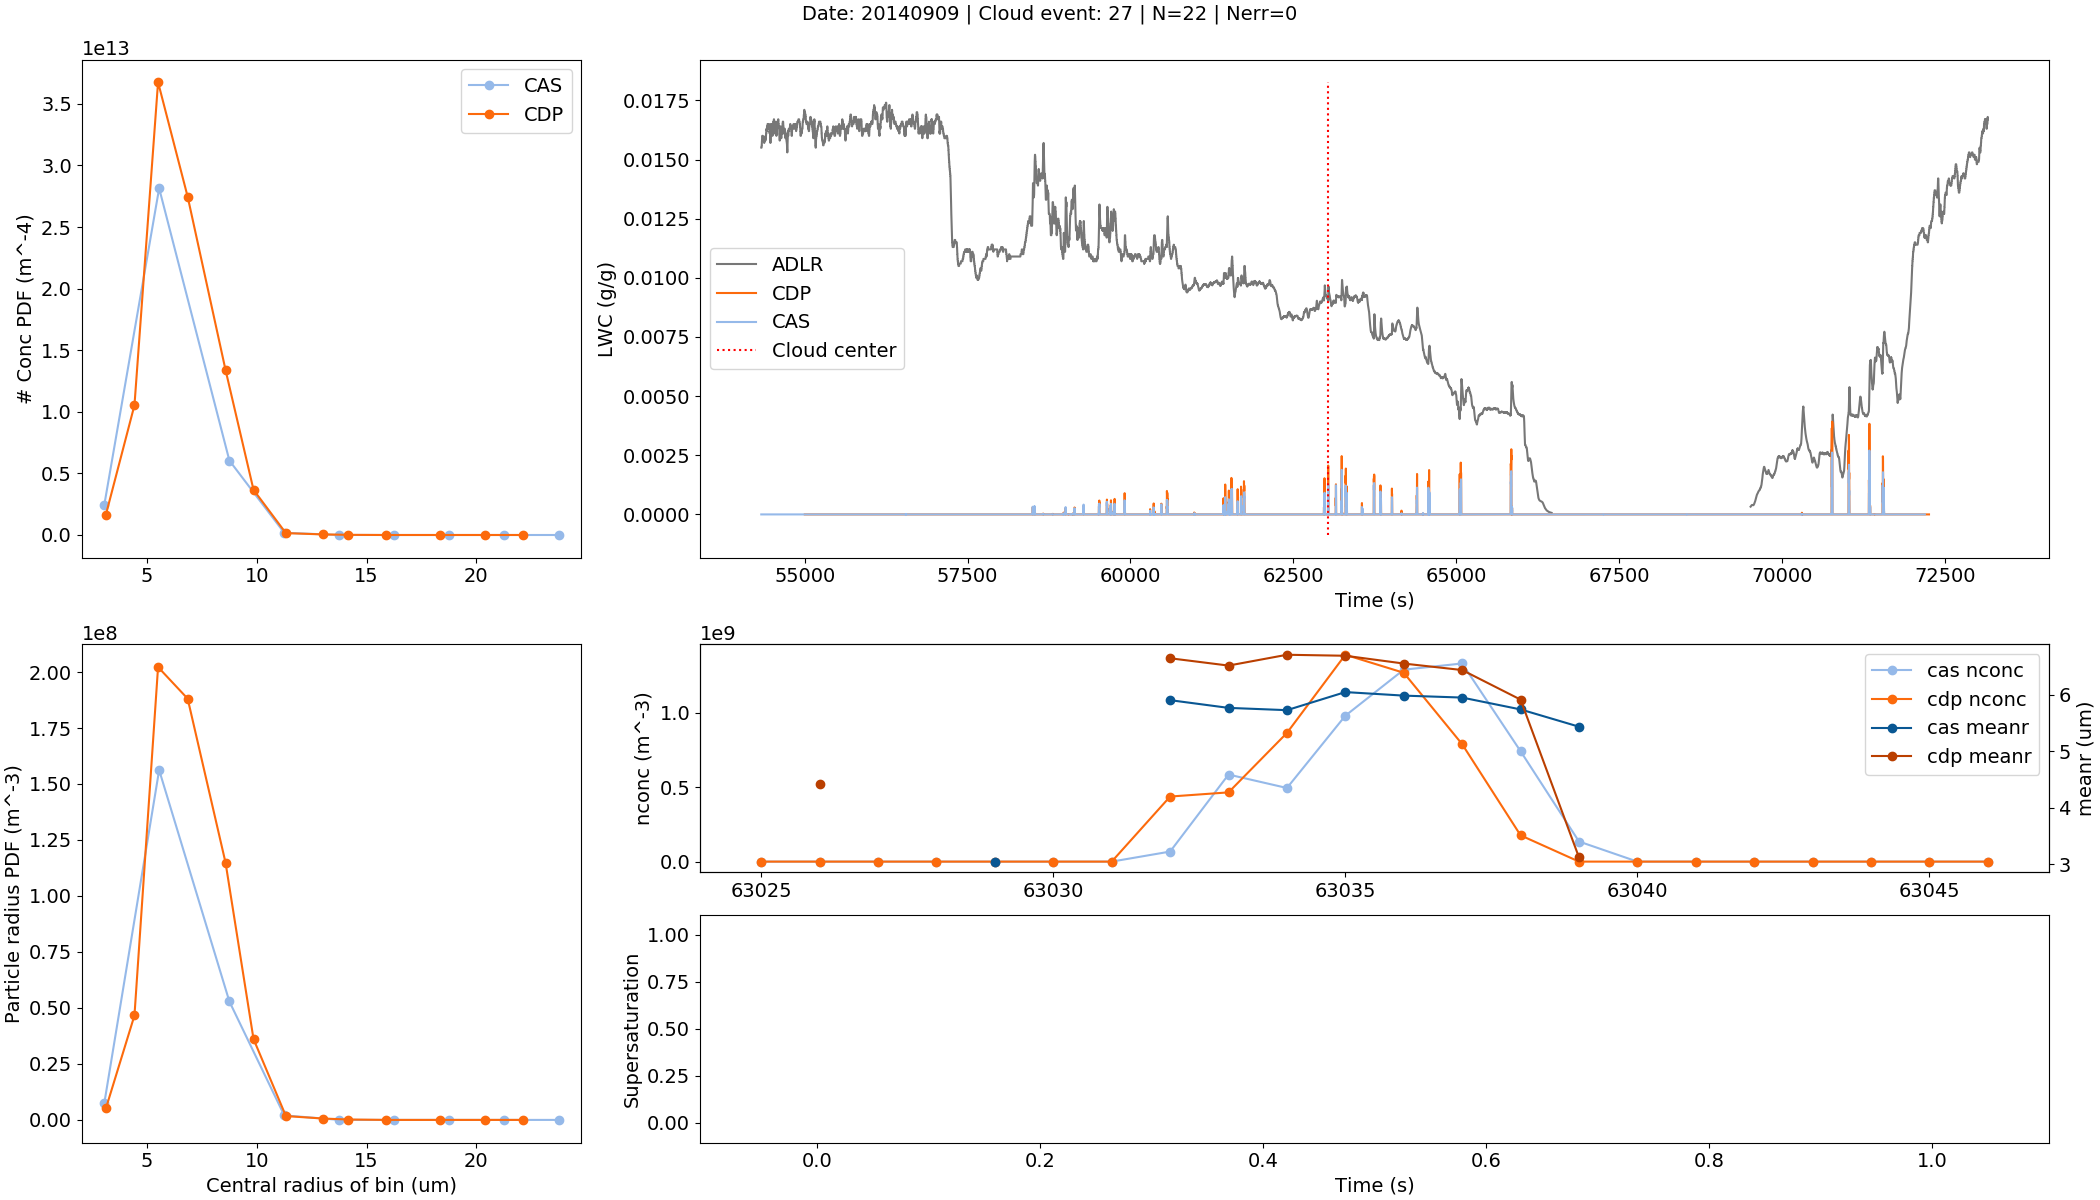 Date: 20140909 | Cloud event: 27 | N=22 | Nerr=0
1e13
# Conc PDF (m^-4)
3.5
3.0
2.5
2.0
1.5
1.0
0.5
0.0
5 10 15 20
CAS
CDP
LWC (g/g)
0.0175
0.0150
0.0125
0.0100
0.0075
0.0050
0.0025
0.0000
ADLR
CDP
CAS
Cloud center
55000 57500 60000 62500 65000 67500 70000 72500
Time (s)
1e8
Particle radius PDF (m^-3)
2.00
1.75
1.50
1.25
1.00
0.75
0.50
0.25
0.00
5 10 15 20
Central radius of bin (um)
1e9
nconc (m^-3)
1.0
0.5
0.0
63025 63030 63035 63040 63045
cas nconc
cdp nconc
cas meanr
cdp meanr
6
5
4
3
meanr (um)
Supersaturation
1.00
0.75
0.50
0.25
0.00
0.0 0.2 0.4 0.6 0.8 1.0
Time (s)